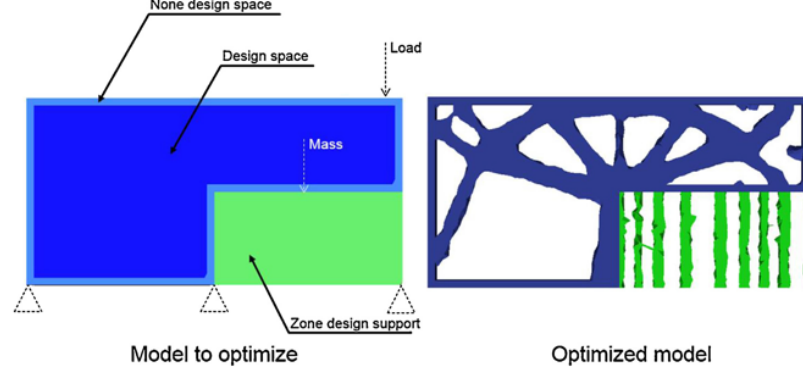 None design space
Design space
Load
Mass
Zone design support
Model to optimize
Optimized model